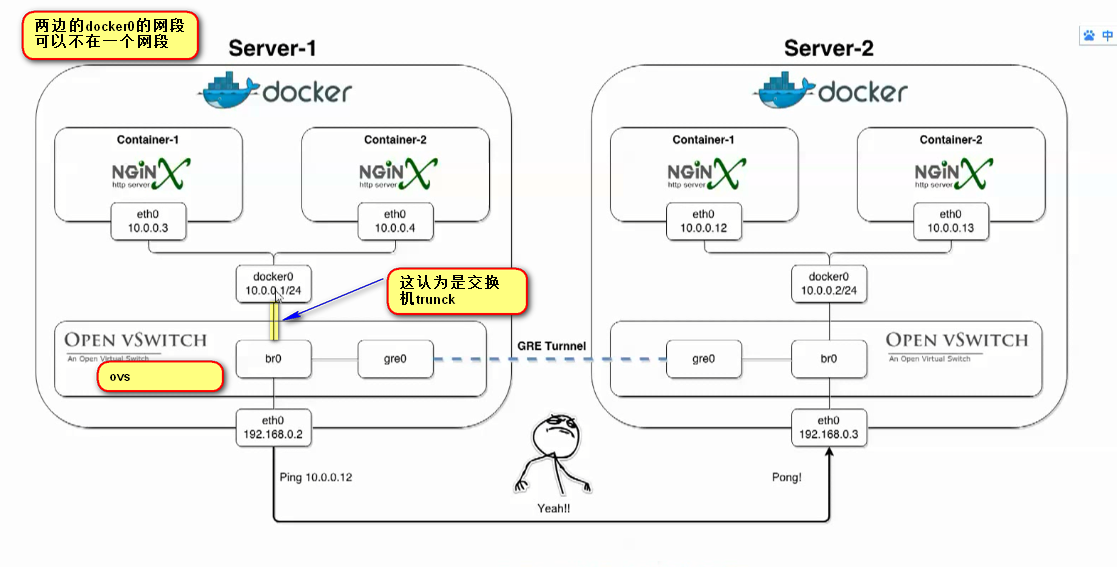 两边的docker0的网段
可以不在一个网段
中
Server-1
Server-2
docker
docker
Container-1
NGiNX
http server
eth0
10.0.0.3
Container-2
NGiNX
http server
eth0
10.0.0.4
Container-1
NGiNX
http server
eth0
10.0.0.12
Container-2
NGiNX
http server
eth0
10.0.0.13
docker0
10.0.0.1/24
这认为是交换
机trunck
docker0
10.0.0.2/24
OPEN VSWITCH
An Open Virtual Switch
ovs
br0
gre0
GRE Turnnel
gre0
br0
OPEN VSWITCH
An Open Virtual Switch
eth0
192.168.0.2
eth0
192.168.0.3
Ping 10.0.0.12
Pong!
Yeah!!